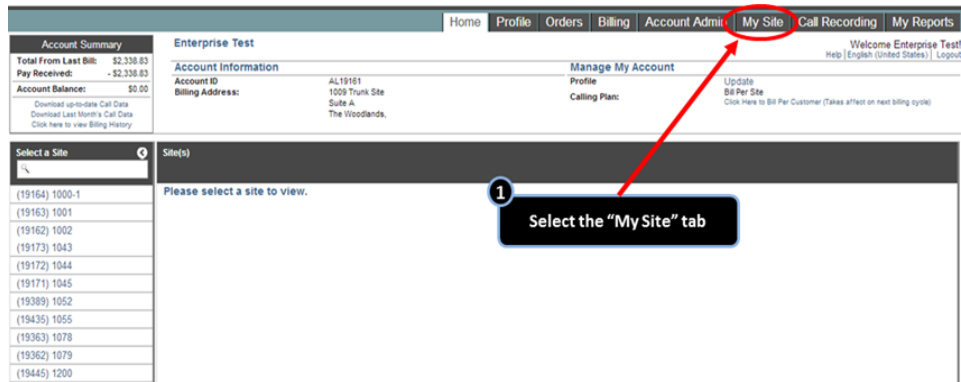 Home Profile Orders Billing Account Admin My Site Call Recording My Reports
Account Summary
Total From Last Bill: $2,338.83
Pay Received: - $2,338.83
Account Balance: $0.00
Download up-to-date Call Data
Download Last Month's Call Data
Click here to view Billing History
Enterprise Test
Welcome Enterprise Test!
Help | English (United States) | Logout
Account Information
Account ID AL19161
Billing Address: 1009 Trunk Site
Suite A
The Woodlands,
Manage My Account
Profile Update
Calling Plan: Bill Per Site
Click Here to Bill Per Customer (Takes affect on next billing cycle)
Select a Site
Site(s)
(19164) 1000-1
(19163) 1001
(19162) 1002
(19173) 1043
(19172) 1044
(19171) 1045
(19389) 1052
(19435) 1055
(19363) 1078
(19362) 1079
(19445) 1200
Please select a site to view.
1
Select the “My Site” tab